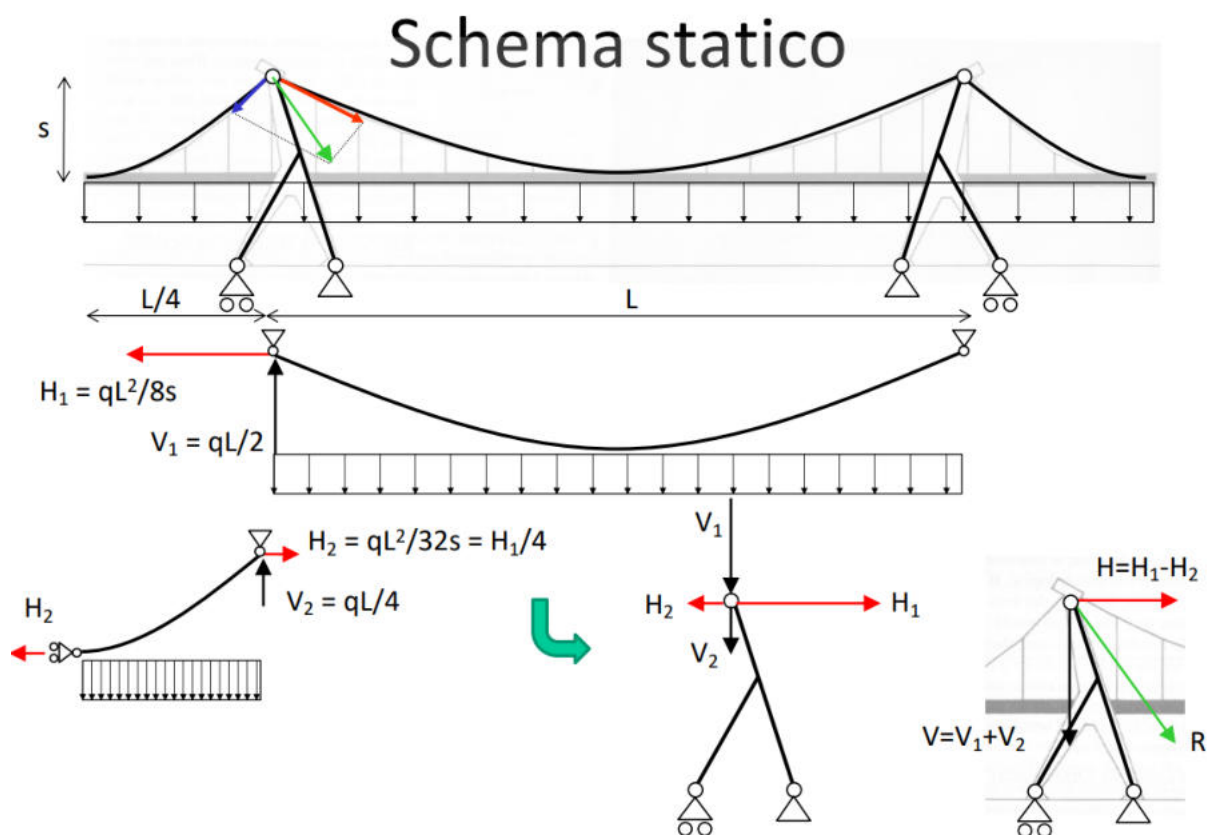 Schema statico
s
L/4
L
H₁ = qL²/8s
V₁ = qL/2
H₂ = qL²/32s = H₁/4
V₂ = qL/4
H₂
V₁
H₂
H₁
V₂
H=H₁-H₂
V=V₁+V₂
R